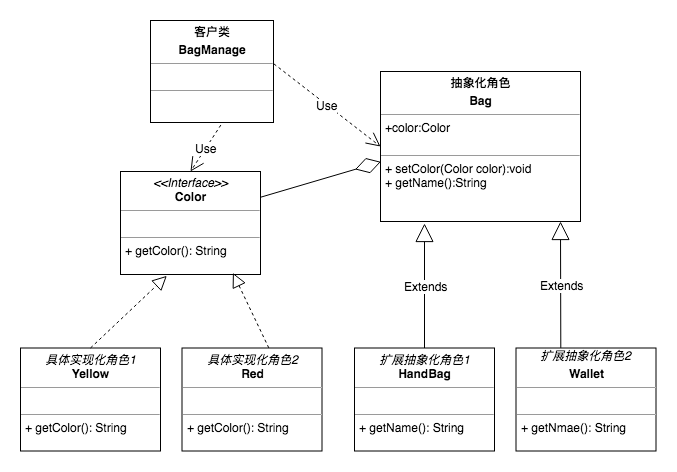 客户类
BagManage
抽象化角色
Bag
+color:Color
+ setColor(Color color):void
+ getName():String
Use
Use
<<Interface>>
Color
+ getColor(): String
Extends
Extends
具体实现化角色1
Yellow
+ getColor(): String
具体实现化角色2
Red
+ getColor(): String
扩展抽象化角色1
HandBag
+ getName(): String
扩展抽象化角色2
Wallet
+ getNmae(): String